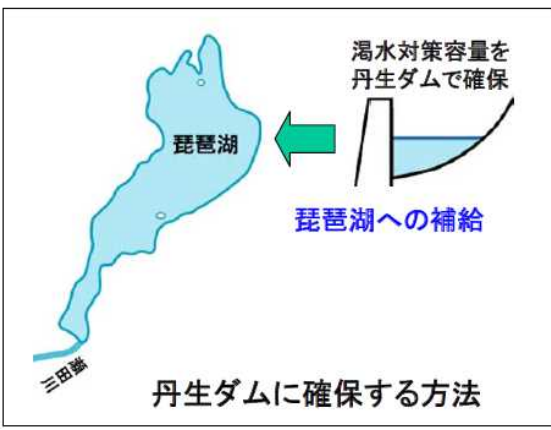 渇水対策容量を
丹生ダムで確保
琵琶湖
琵琶湖への補給
瀬田川
丹生ダムに確保する方法